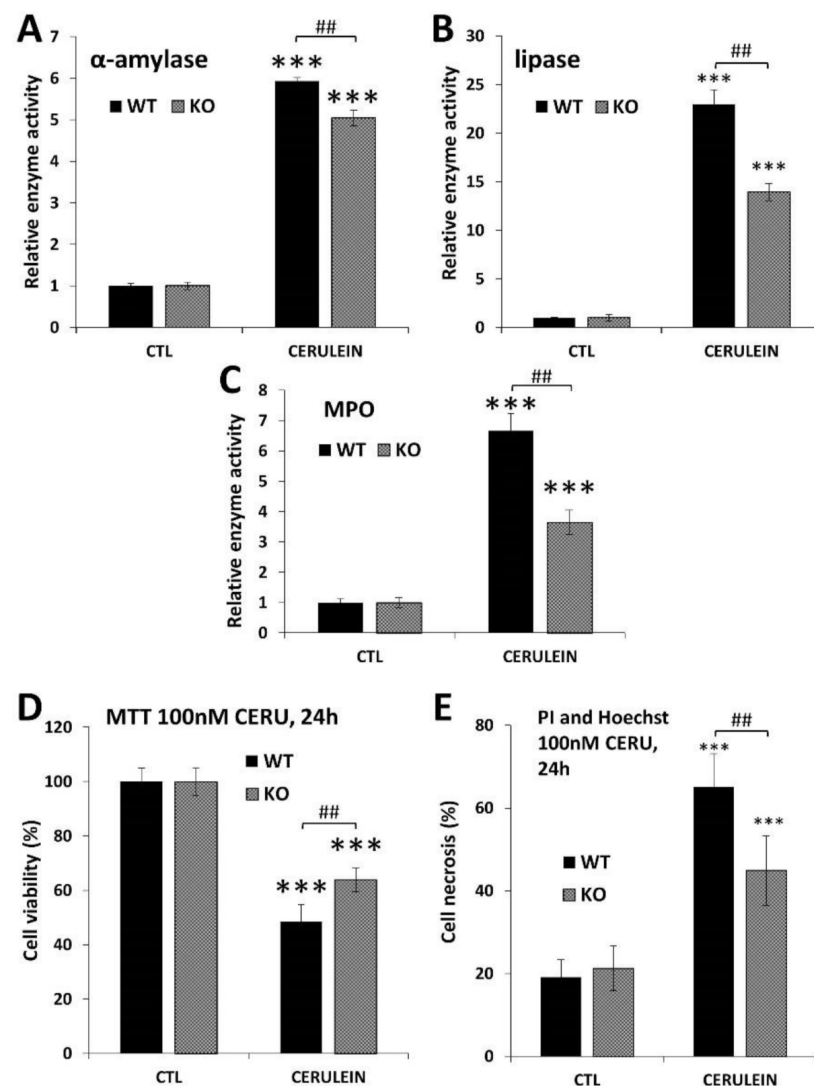 A
α-amylase
WT KO
Relative enzyme activity
7
6
5
4
3
2
1
0
***
***
##
CTL CERULEIN
B
lipase
WT KO
Relative enzyme activity
30
25
20
15
10
5
0
***
***
##
CTL CERULEIN
C
MPO
WT KO
Relative enzyme activity
8
7
6
5
4
3
2
1
0
***
***
##
CTL CERULEIN
D
MTT 100nM CERU, 24h
WT
KO
Cell viability (%)
120
100
80
60
40
20
0
***
***
##
CTL CERULEIN
E
PI and Hoechst
100nM CERU,
24h
WT
KO
Cell necrosis (%)
80
60
40
20
0
***
***
##
CTL CERULEIN